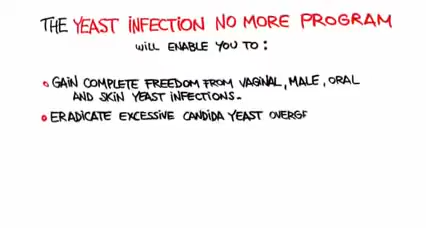 THE YEAST INFECTION NO MORE PROGRAM
WILL ENABLE YOU TO:
• GAIN COMPLETE FREEDOM FROM VAGINAL, MALE, ORAL
AND SKIN YEAST INFECTIONS.
• ERADICATE EXCESSIVE CANDIDA YEAST OVERGF